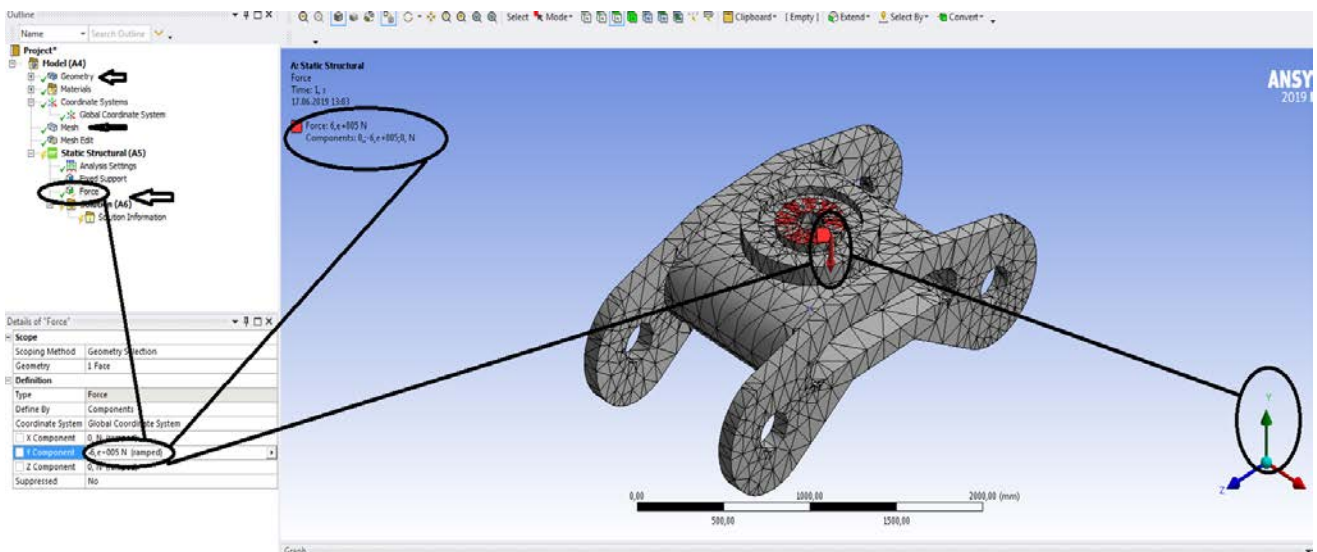 Outline
Select Mode Clipboard [Empty] Extend Select By Convert
Name Search Outline
Project*
Model (A4)
Geometry
Materials
Coordinate Systems
Global Coordinate System
Mesh
Mesh Edit
Static Structural (A5)
Analysis Settings
Fixed Support
Force
Solution (A6)
Solution Information
A: Static Structural
Force
Time: 1, s
17.06.2019 13:03
Force: 6,e+005 N
Components: 0,;-6,e+005;0, N
ANSY
2019
Details of "Force"
Scope
Scoping Method Geometry Selection
Geometry 1 Face
Definition
Type Force
Define By Components
Coordinate System Global Coordinate System
X Component 0, N (ramped)
Y Component -6,e+005 N (ramped)
Z Component 0, N (ramped)
Suppressed No
Y
Z
0,00 1000,00 2000,00 (mm)
500,00 1500,00
Graph